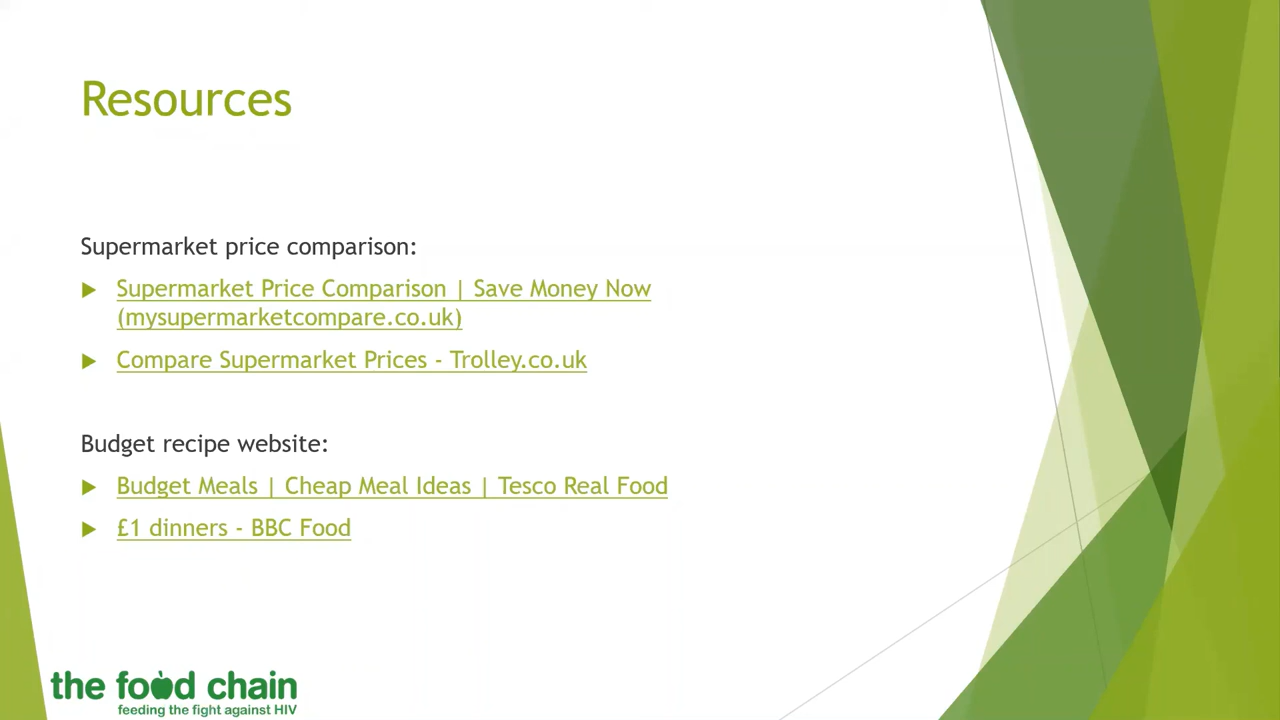 Resources
Supermarket price comparison:
Supermarket Price Comparison | Save Money Now
(mysupermarketcompare.co.uk)
Compare Supermarket Prices - Trolley.co.uk
Budget recipe website:
Budget Meals | Cheap Meal Ideas | Tesco Real Food
£1 dinners - BBC Food
the food chain
feeding the fight against HIV